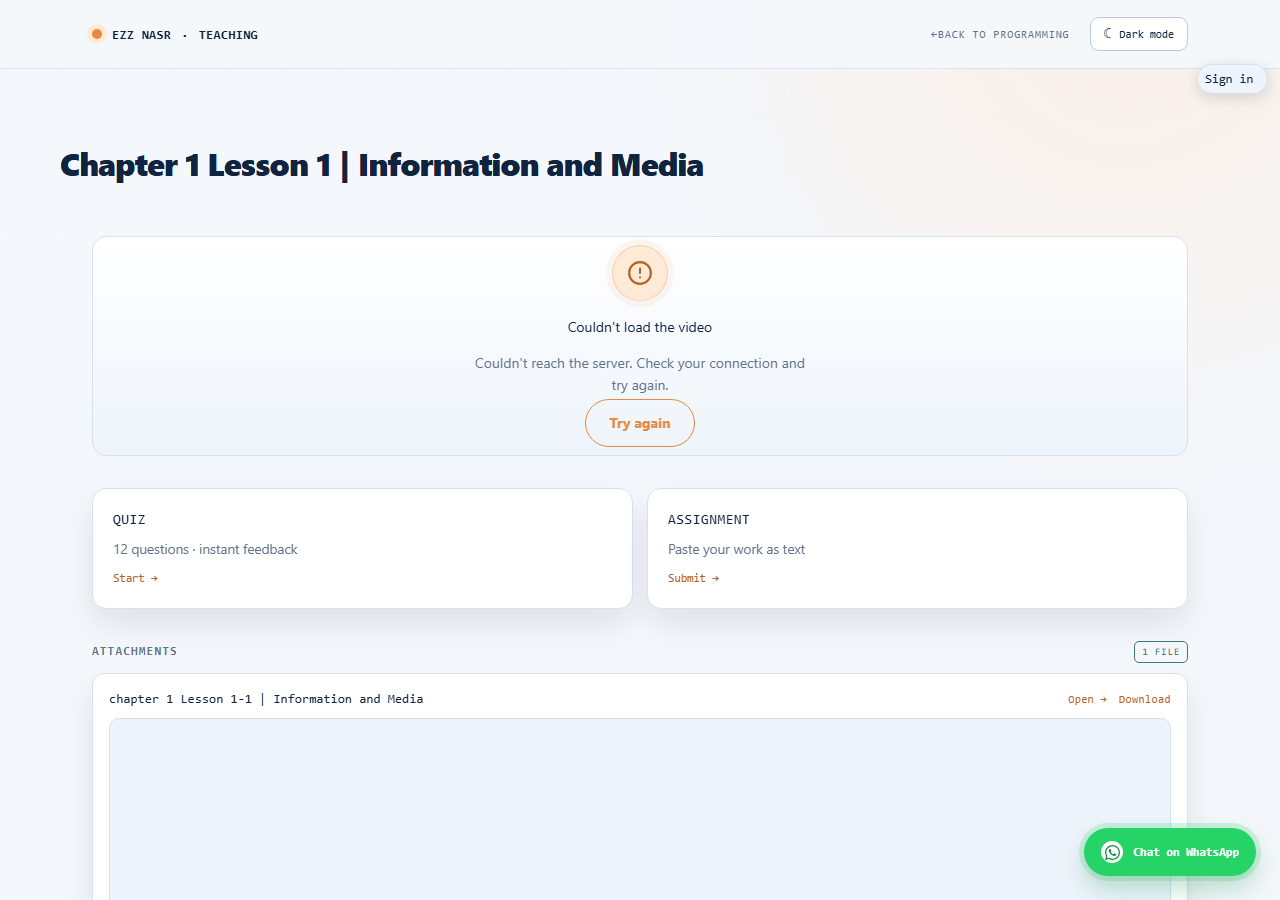 EZZ NASR · TEACHING
←BACK TO PROGRAMMING
☾ Dark mode
Sign in
Chapter 1 Lesson 1 | Information and Media
Couldn't load the video
Couldn't reach the server. Check your connection and
try again.
Try again
QUIZ
12 questions · instant feedback
Start →
ASSIGNMENT
Paste your work as text
Submit →
ATTACHMENTS
1 FILE
chapter 1 Lesson 1-1 | Information and Media
Open → Download
Chat on WhatsApp